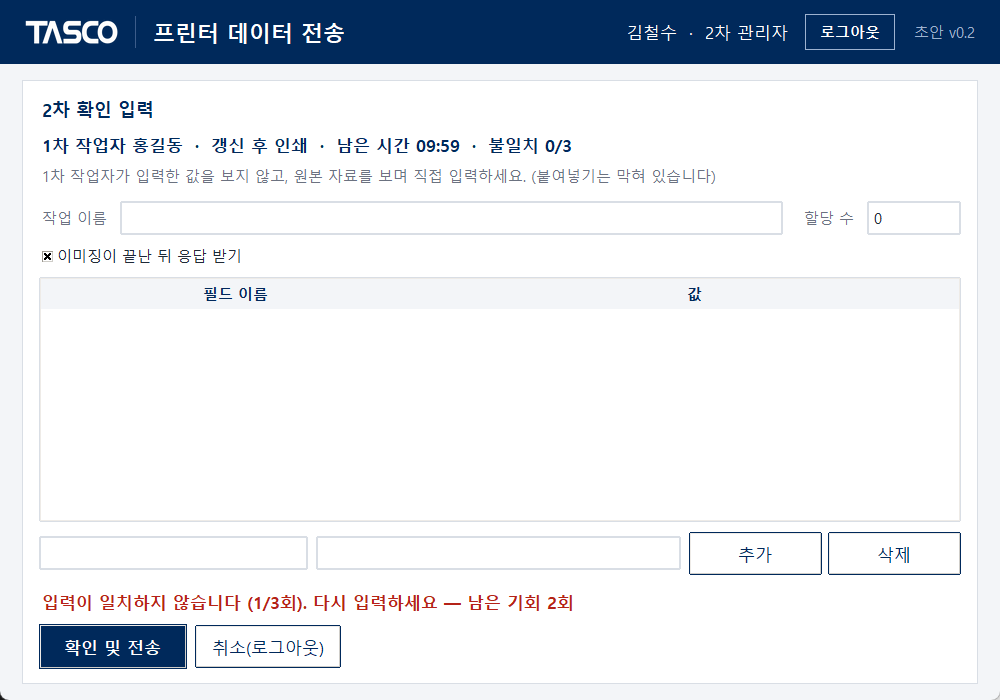 TASCO 프린터 데이터 전송 김철수 · 2차 관리자 로그아웃 초안 v0.2
2차 확인 입력
1차 작업자 홍길동 · 갱신 후 인쇄 · 남은 시간 09:59 · 불일치 0/3
1차 작업자가 입력한 값을 보지 않고, 원본 자료를 보며 직접 입력하세요. (붙여넣기는 막혀 있습니다)
작업 이름 할당 수 0
이미징이 끝난 뒤 응답 받기
필드 이름 값
추가 삭제
입력이 일치하지 않습니다 (1/3회). 다시 입력하세요 — 남은 기회 2회
확인 및 전송 취소(로그아웃)